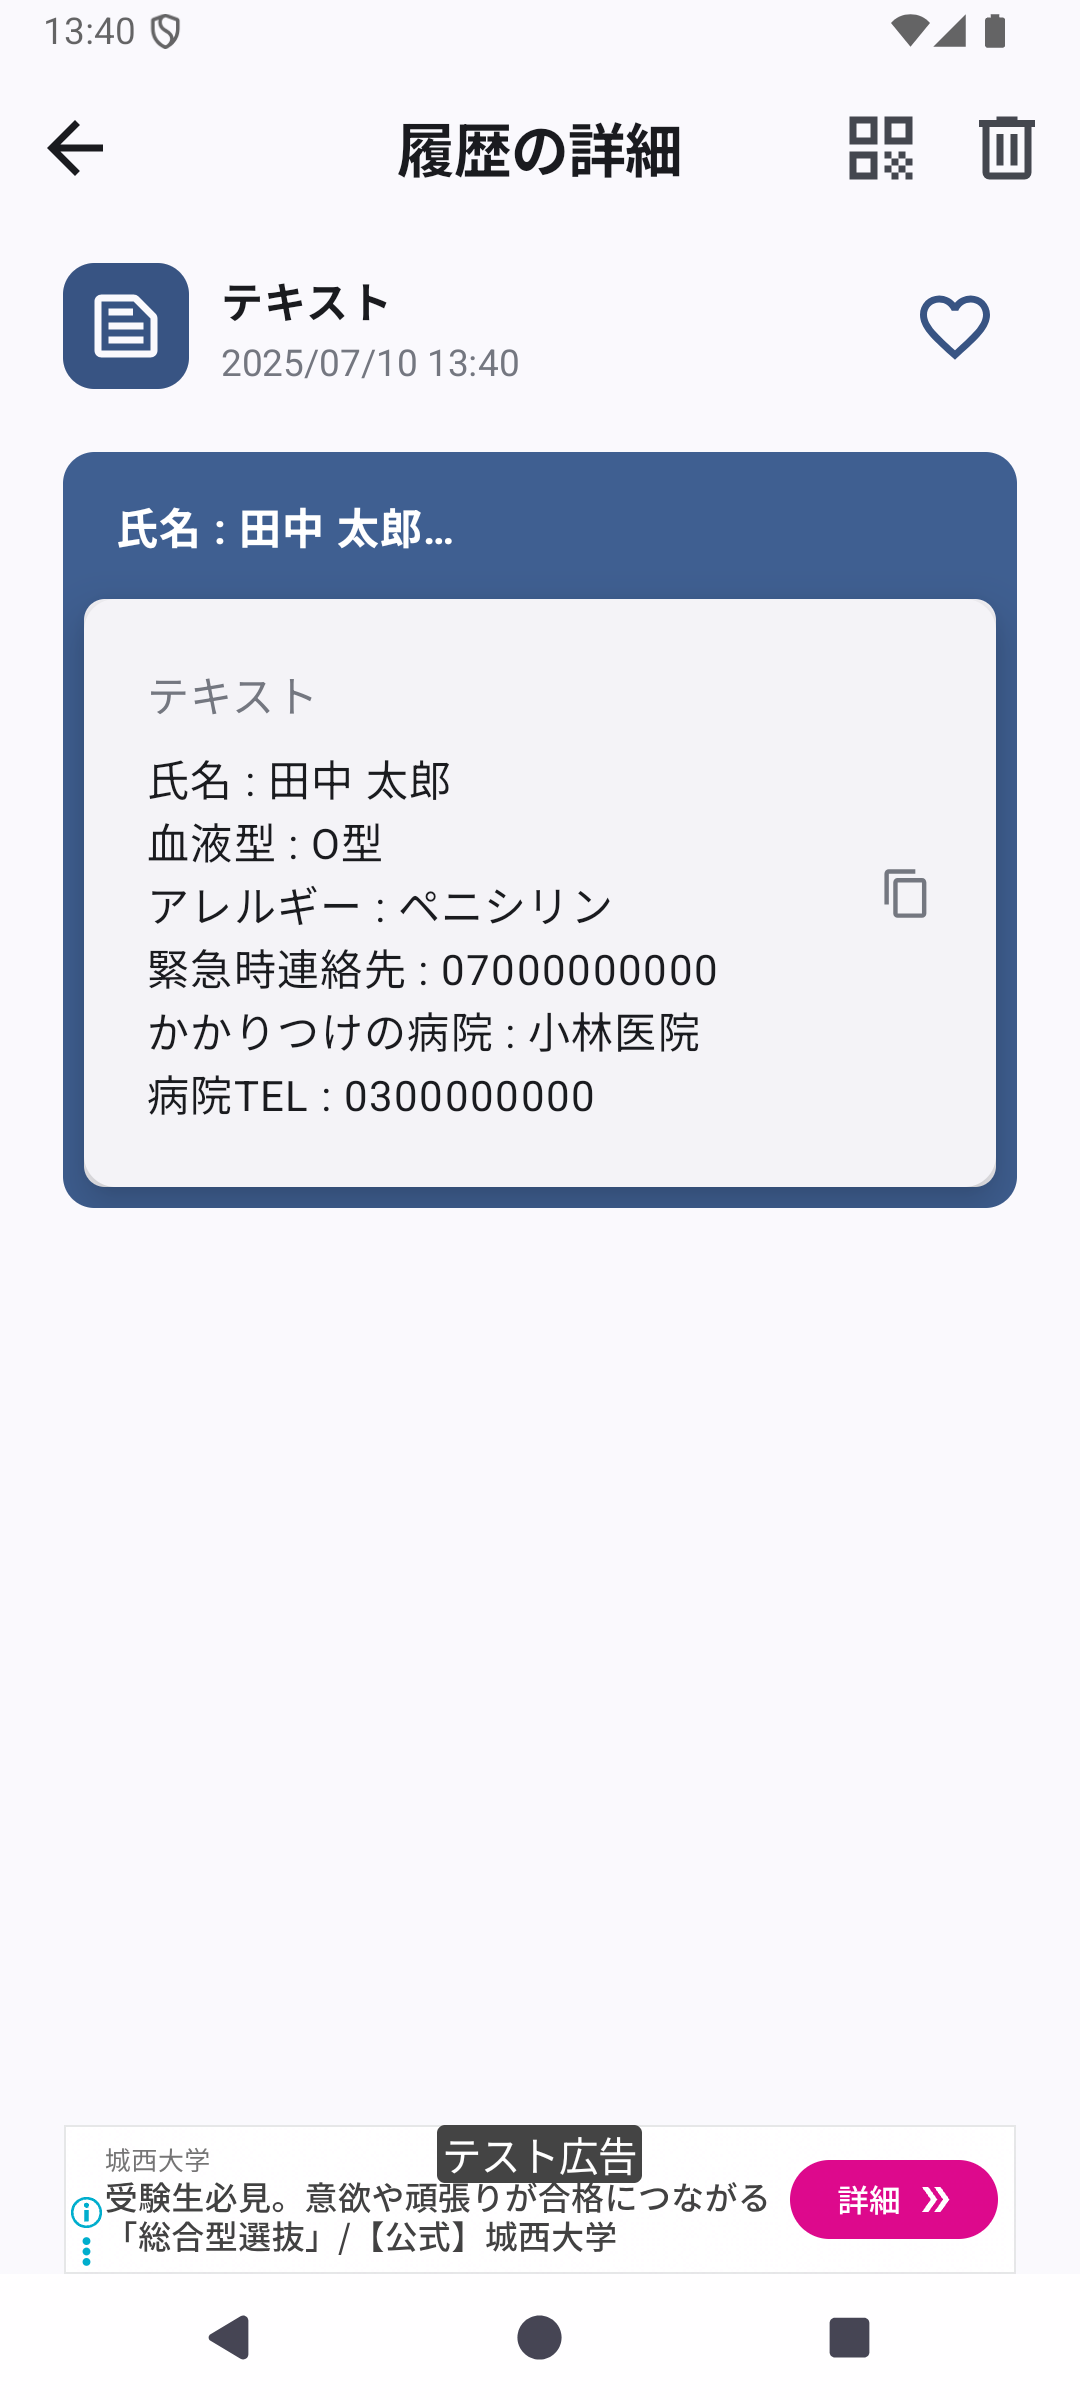 13:40
履歴の詳細
テキスト
2025/07/10 13:40
氏名 : 田中 太郎...
テキスト
氏名 : 田中 太郎
血液型 : O型
アレルギー : ペニシリン
緊急時連絡先 : 07000000000
かかりつけの病院 : 小林医院
病院TEL : 0300000000
テスト広告
城西大学
受験生必見。意欲や頑張りが合格につながる
「総合型選抜」/【公式】城西大学
詳細